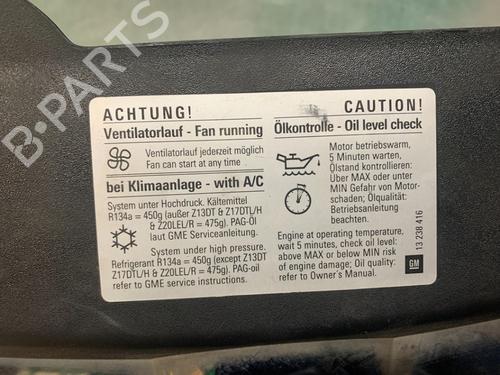 B-PARTS
ACHTUNG!
Ventilatorlauf - Fan running
Ventilatorlauf jederzeit möglich
Fan can start at any time
bei Klimaanlage - with A/C
System unter Hochdruck. Kältemittel
R134a = 450g (außer Z13DT & Z17DTL/H
& Z20LEL/R = 475g). PAG-Öl
laut GME Serviceanleitung.
System under high pressure.
Refrigerant R134a = 450g (except Z13DT
Z17DTL/H & Z20LEL/R = 475g). PAG-oil
refer to GME service instructions.
CAUTION!
Ölkontrolle - Oil level check
Motor betriebswarm,
5 Minuten warten,
Ölstand kontrollieren:
Über MAX oder unter
MIN Gefahr von Motor-
schaden; Ölqualität:
Betriebsanleitung
beachten.
Engine at operating temperature,
wait 5 minutes, check oil level:
above MAX or below MIN risk
of engine damage; Oil quality:
refer to Owner's Manual.
13 238 416
GM